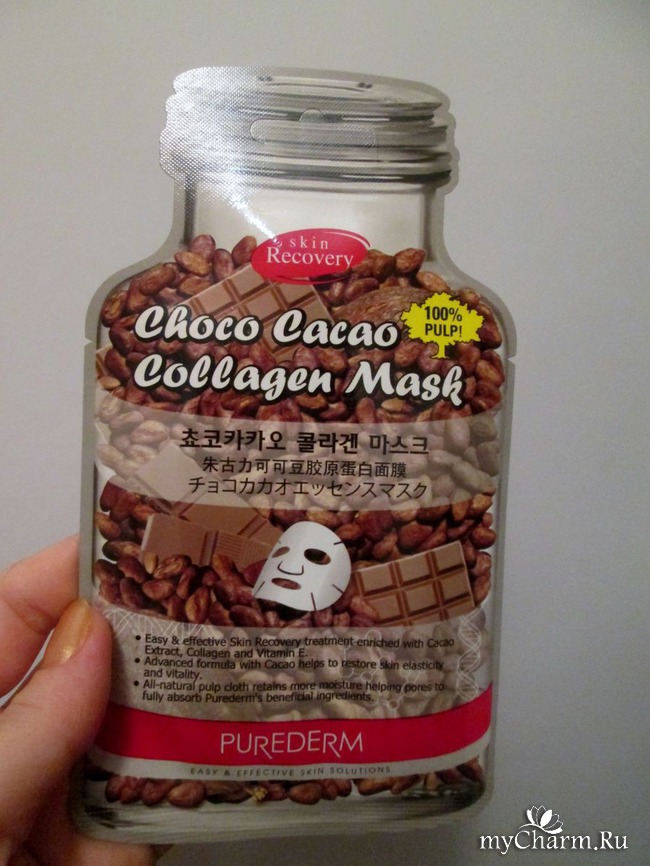 skin
Recovery
Choco Cacao
Collagen Mask
100%
PULP!
쵸코카카오 콜라겐 마스크
朱古力可可豆胶原蛋白面膜
チョコカカオエッセンスマスク
• Easy & effective Skin Recovery treatment enriched with Cacao
Extract, Collagen and Vitamin E.
• Advanced formula with Cacao helps to restore skin elasticity
and vitality.
• All-natural pulp cloth retains more moisture helping pores to
fully absorb Purederm's beneficial ingredients.
PUREDERM
EASY & EFFECTIVE SKIN SOLUTIONS
myCharm.Ru